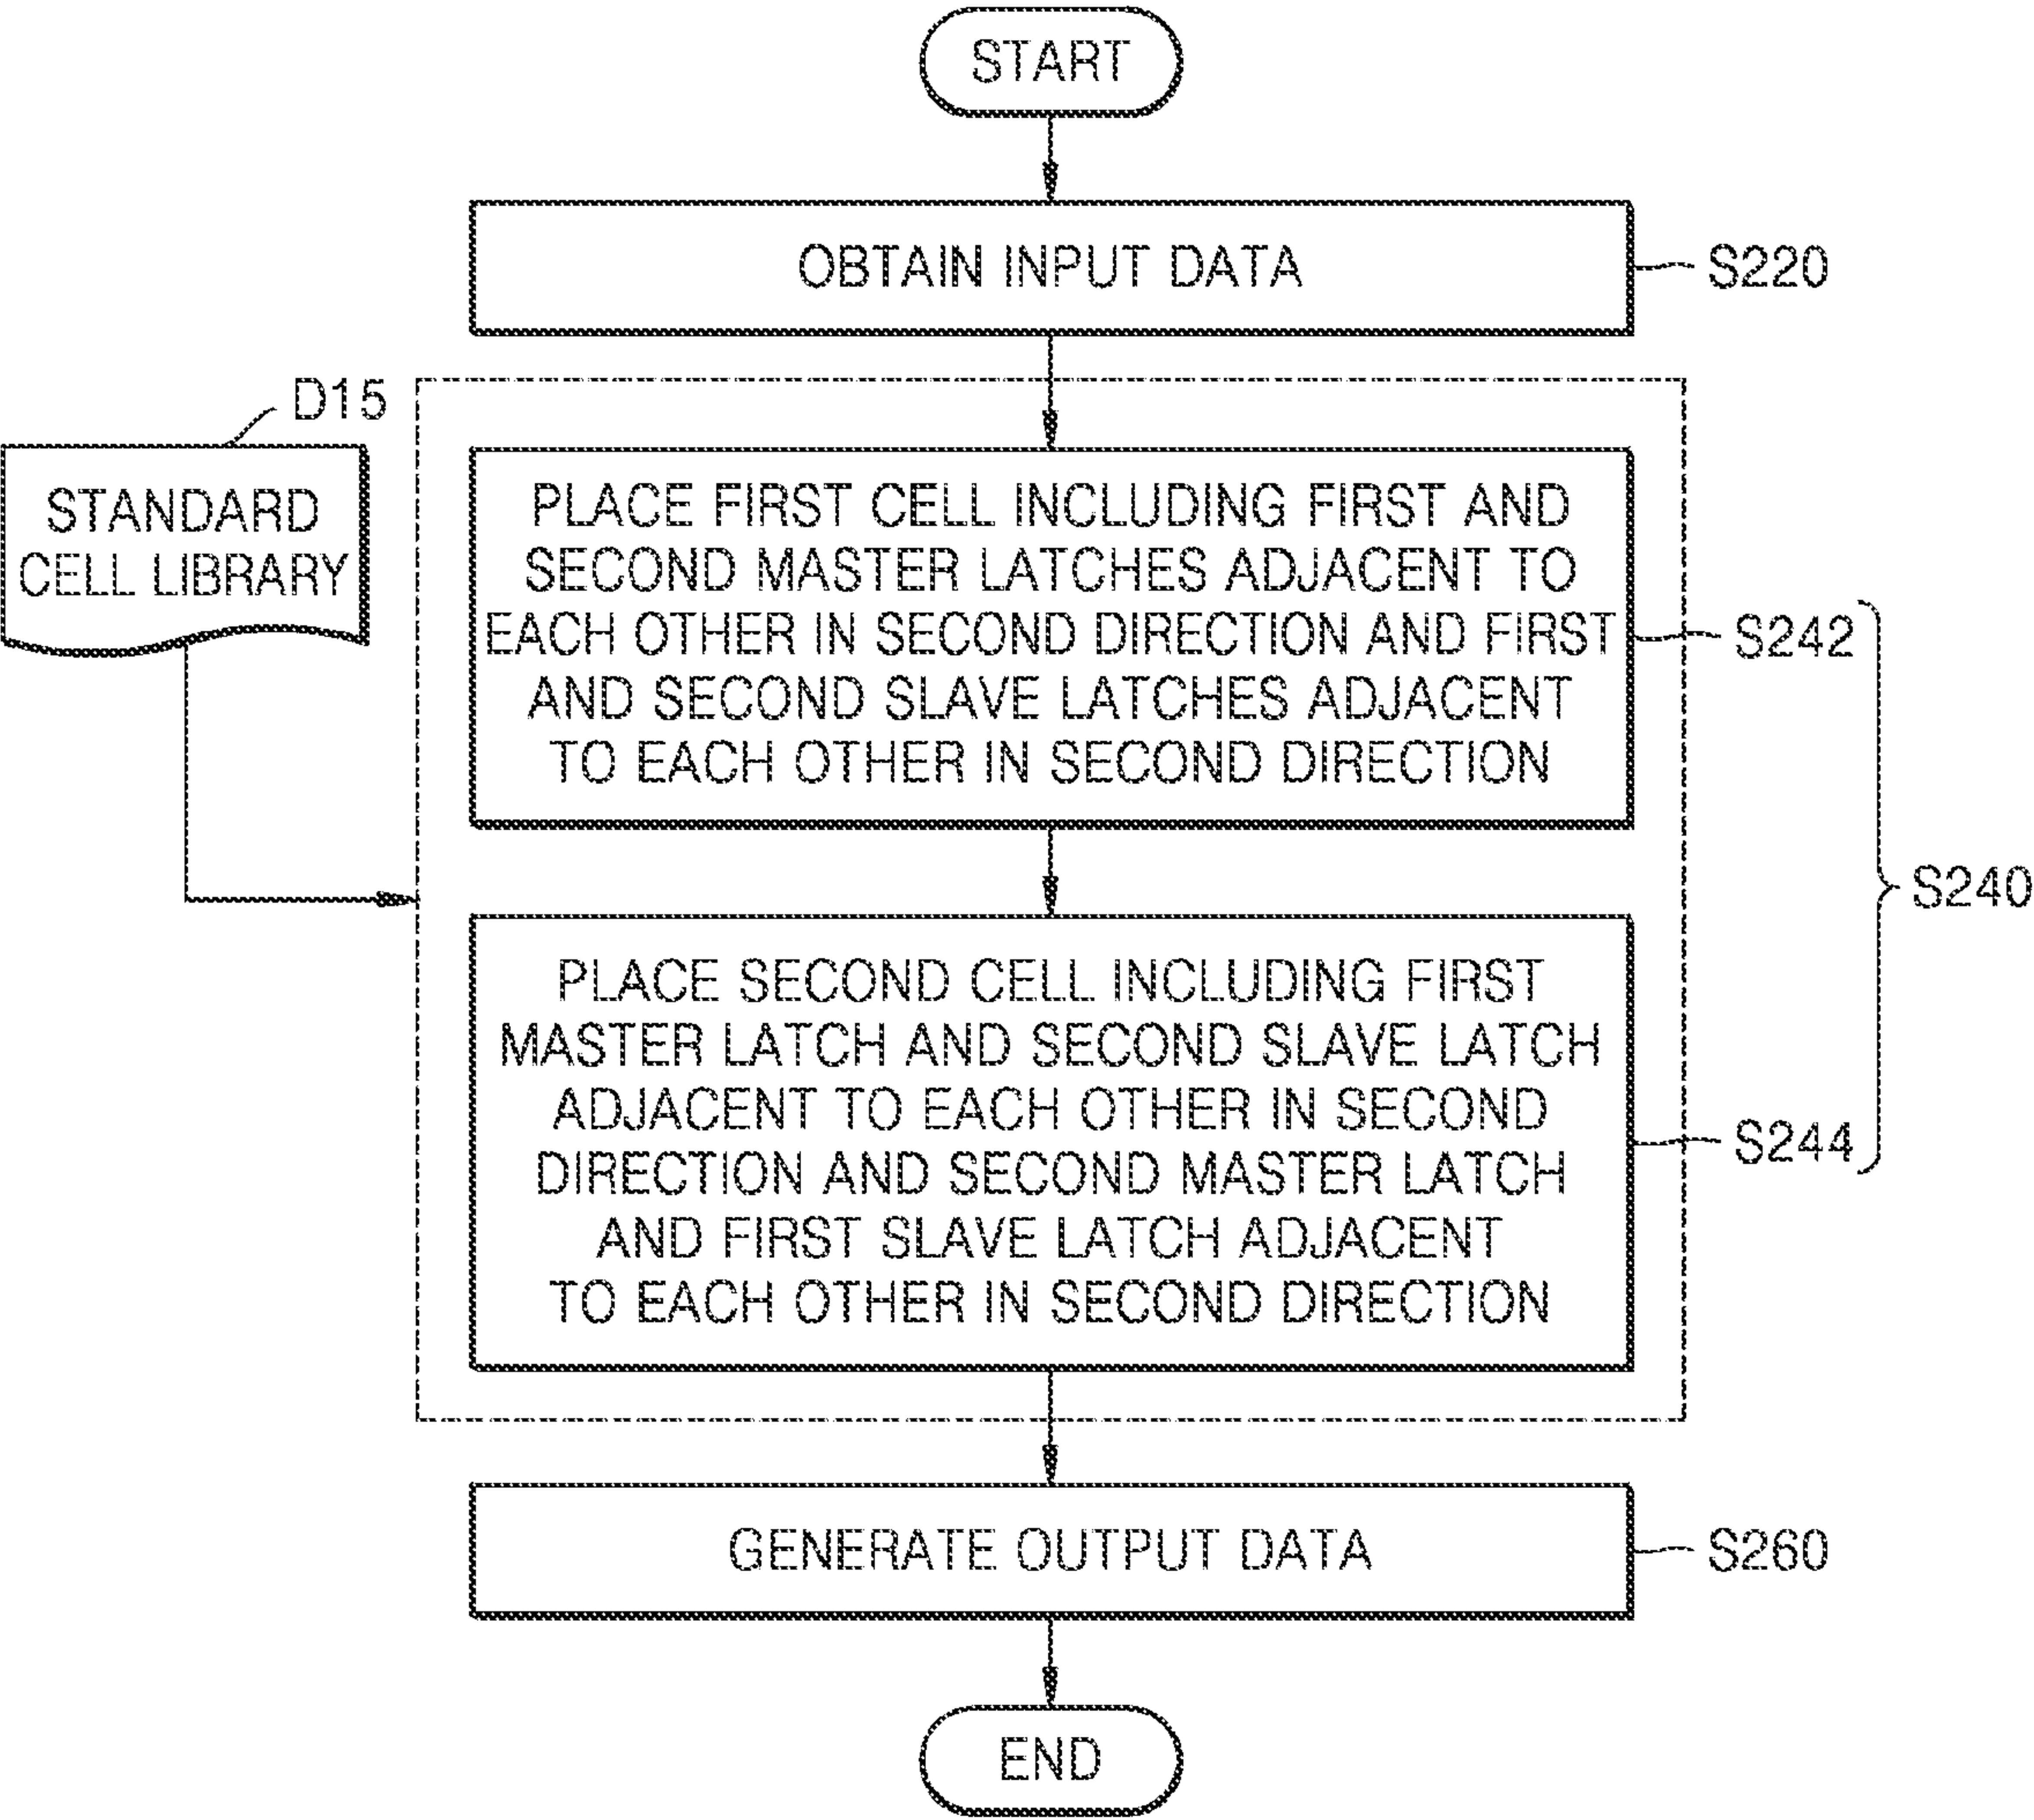 START
OBTAIN INPUT DATA
S220
D15
STANDARD
CELL LIBRARY
PLACE FIRST CELL INCLUDING FIRST AND
SECOND MASTER LATCHES ADJACENT TO
EACH OTHER IN SECOND DIRECTION AND FIRST
AND SECOND SLAVE LATCHES ADJACENT
TO EACH OTHER IN SECOND DIRECTION
S242
S240
PLACE SECOND CELL INCLUDING FIRST
MASTER LATCH AND SECOND SLAVE LATCH
ADJACENT TO EACH OTHER IN SECOND
DIRECTION AND SECOND MASTER LATCH
AND FIRST SLAVE LATCH ADJACENT
TO EACH OTHER IN SECOND DIRECTION
S244
GENERATE OUTPUT DATA
S260
END